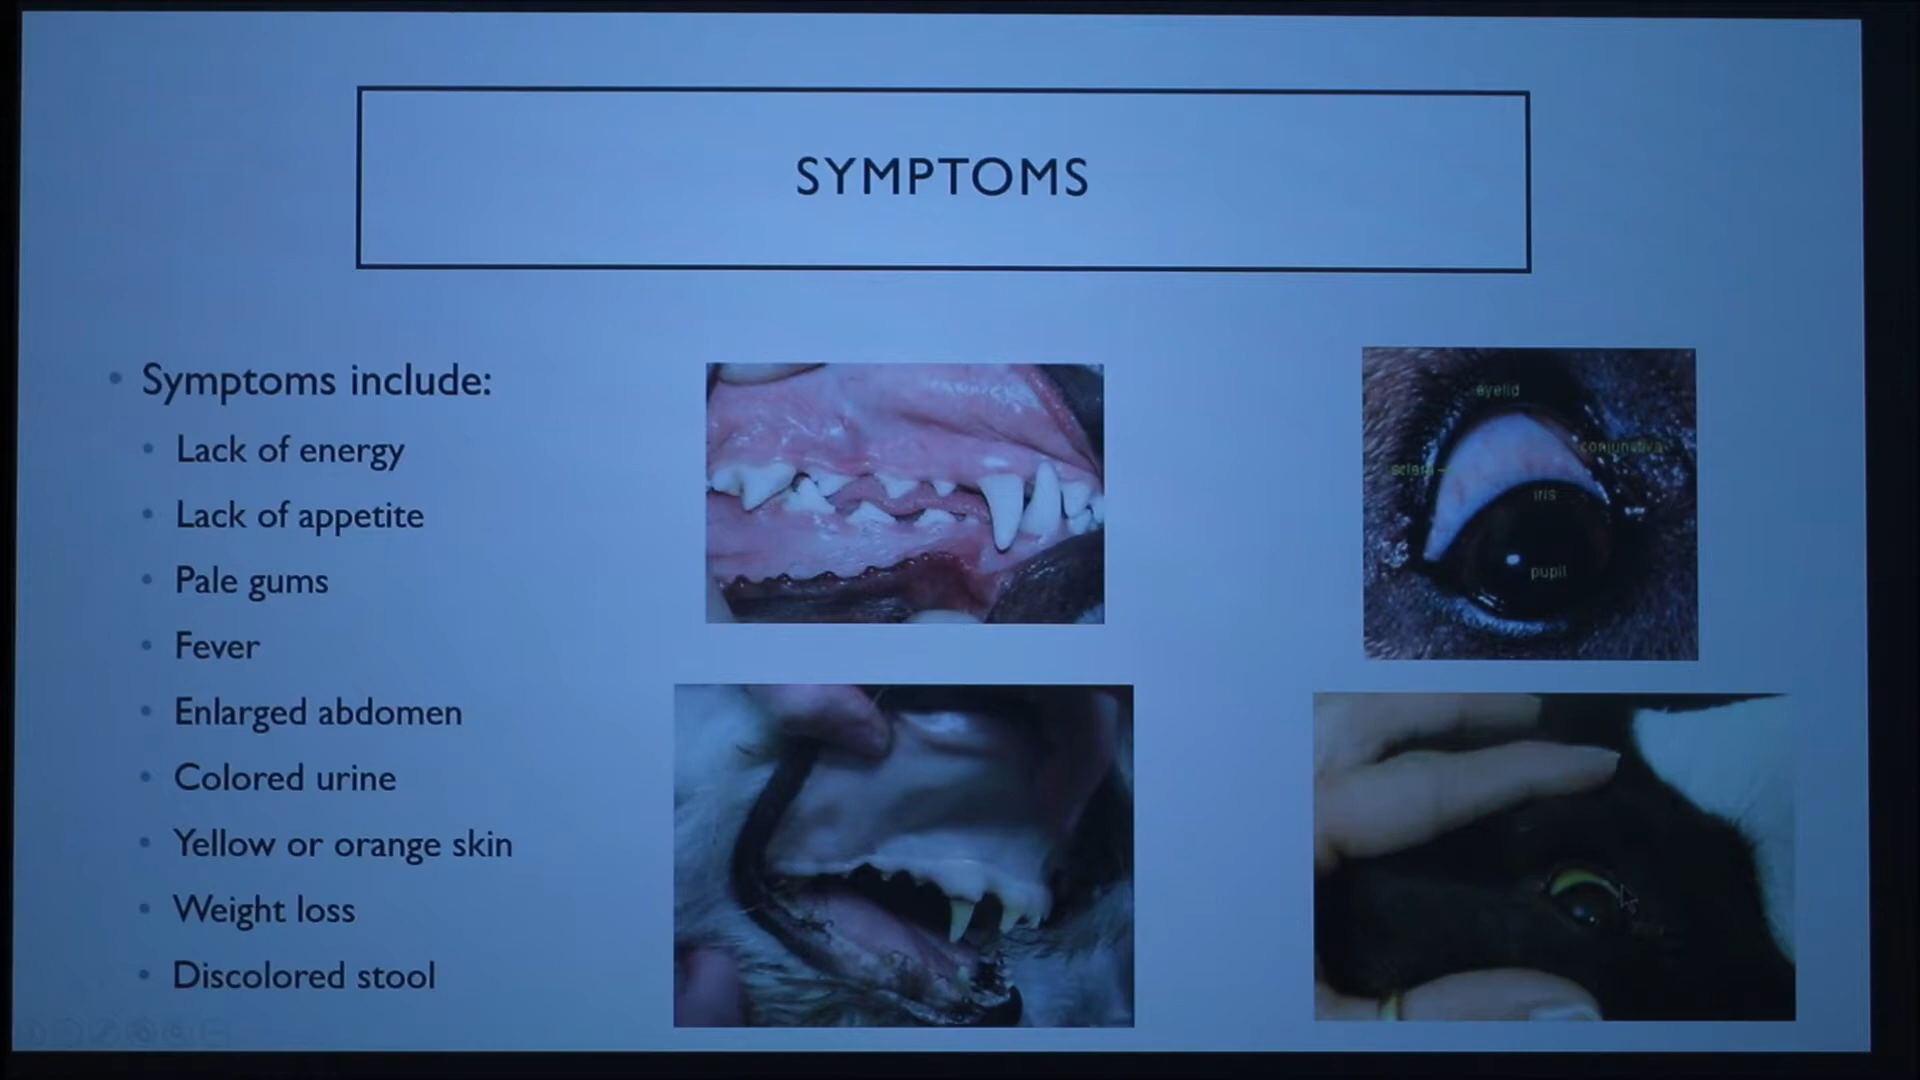 SYMPTOMS
• Symptoms include:
• Lack of energy
• Lack of appetite
• Pale gums
• Fever
• Enlarged abdomen
• Colored urine
• Yellow or orange skin
• Weight loss
• Discolored stool
eyelid
conjunctiva
sclera
iris
pupil